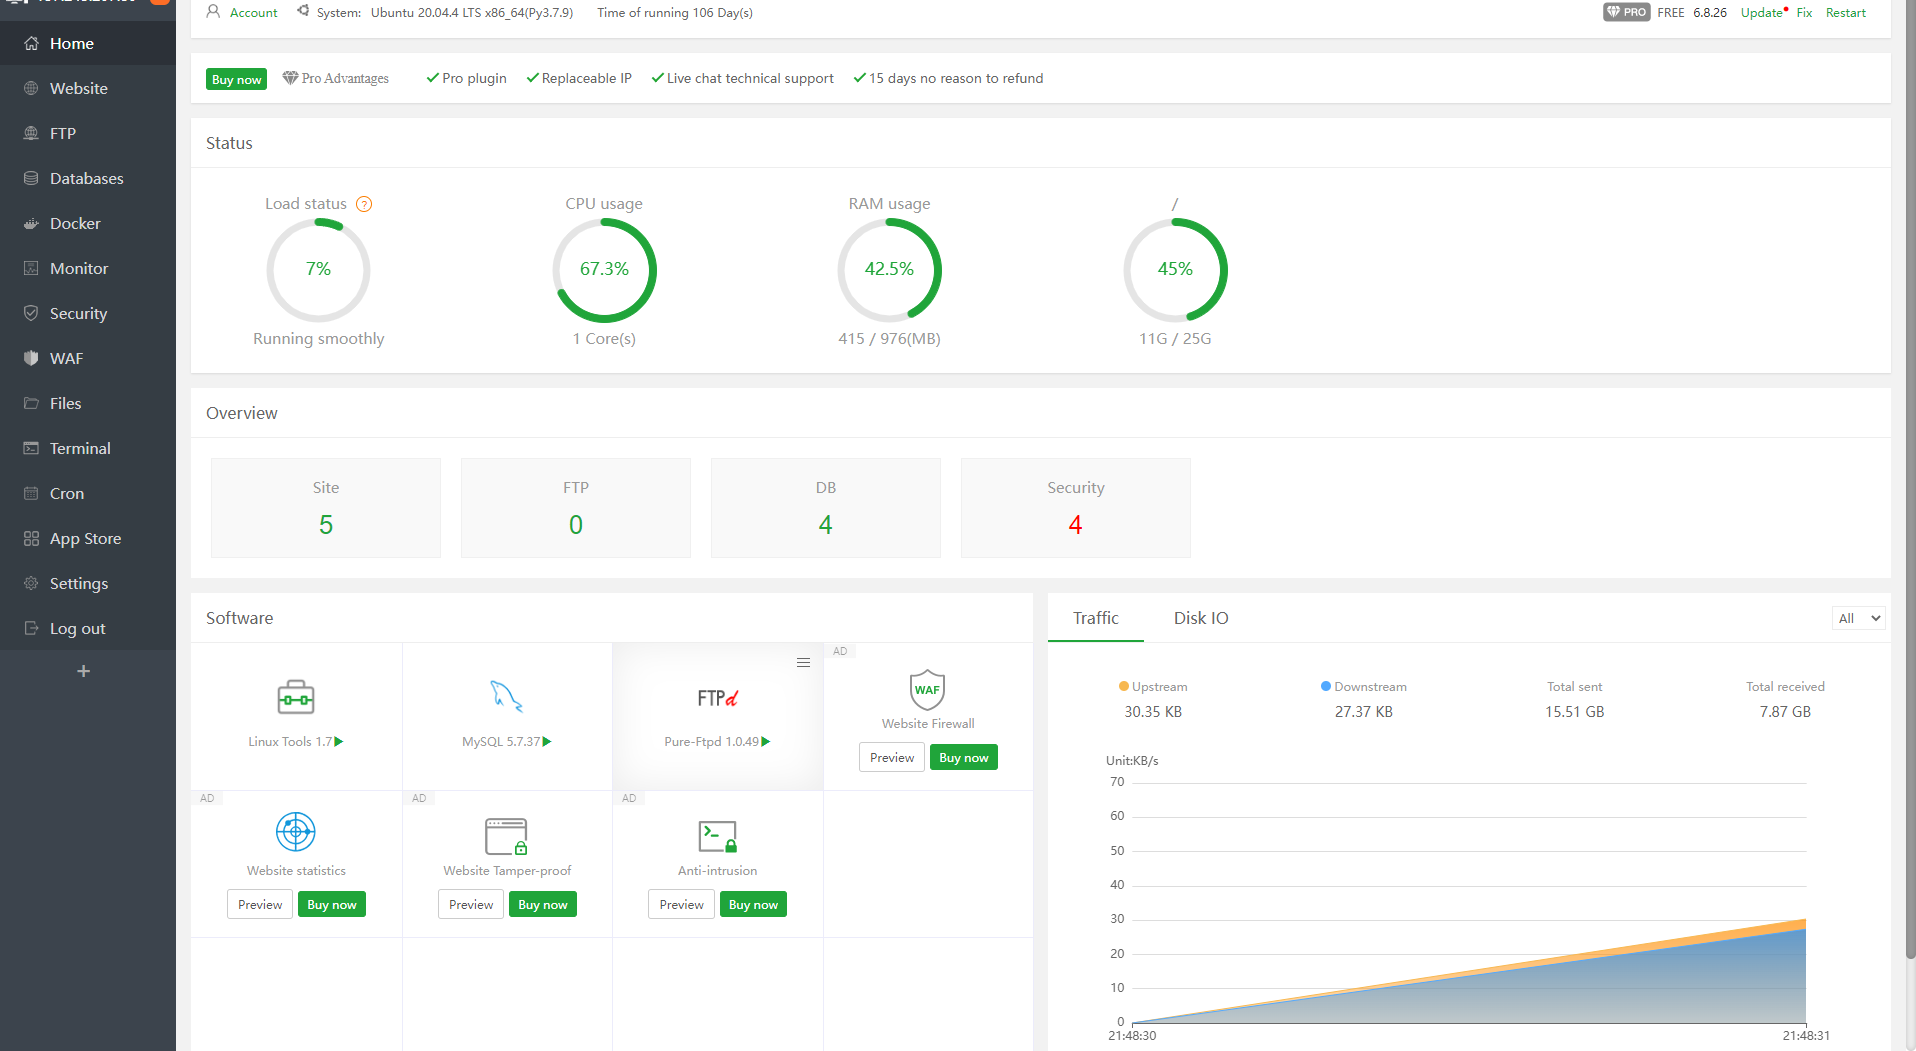 Account System: Ubuntu 20.04.4 LTS x86_64(Py3.7.9) Time of running 106 Day(s) PRO FREE 6.8.26 Update Fix Restart
Home
Website
FTP
Databases
Docker
Monitor
Security
WAF
Files
Terminal
Cron
App Store
Settings
Log out
+
Buy now Pro Advantages Pro plugin Replaceable IP Live chat technical support 15 days no reason to refund
Status
Load status ? CPU usage RAM usage /
7% 67.3% 42.5% 45%
Running smoothly 1 Core(s) 415 / 976(MB) 11G / 25G
Overview
Site FTP DB Security
5 0 4 4
Software
AD
FTPd WAF
Website Firewall
Linux Tools 1.7 MySQL 5.7.37 Pure-Ftpd 1.0.49
Preview Buy now
AD AD AD
Website statistics Website Tamper-proof Anti-intrusion
Preview Buy now Preview Buy now Preview Buy now
Traffic Disk IO All
Upstream Downstream Total sent Total received
30.35 KB 27.37 KB 15.51 GB 7.87 GB
Unit:KB/s
70
60
50
40
30
20
10
0
21:48:30 21:48:31